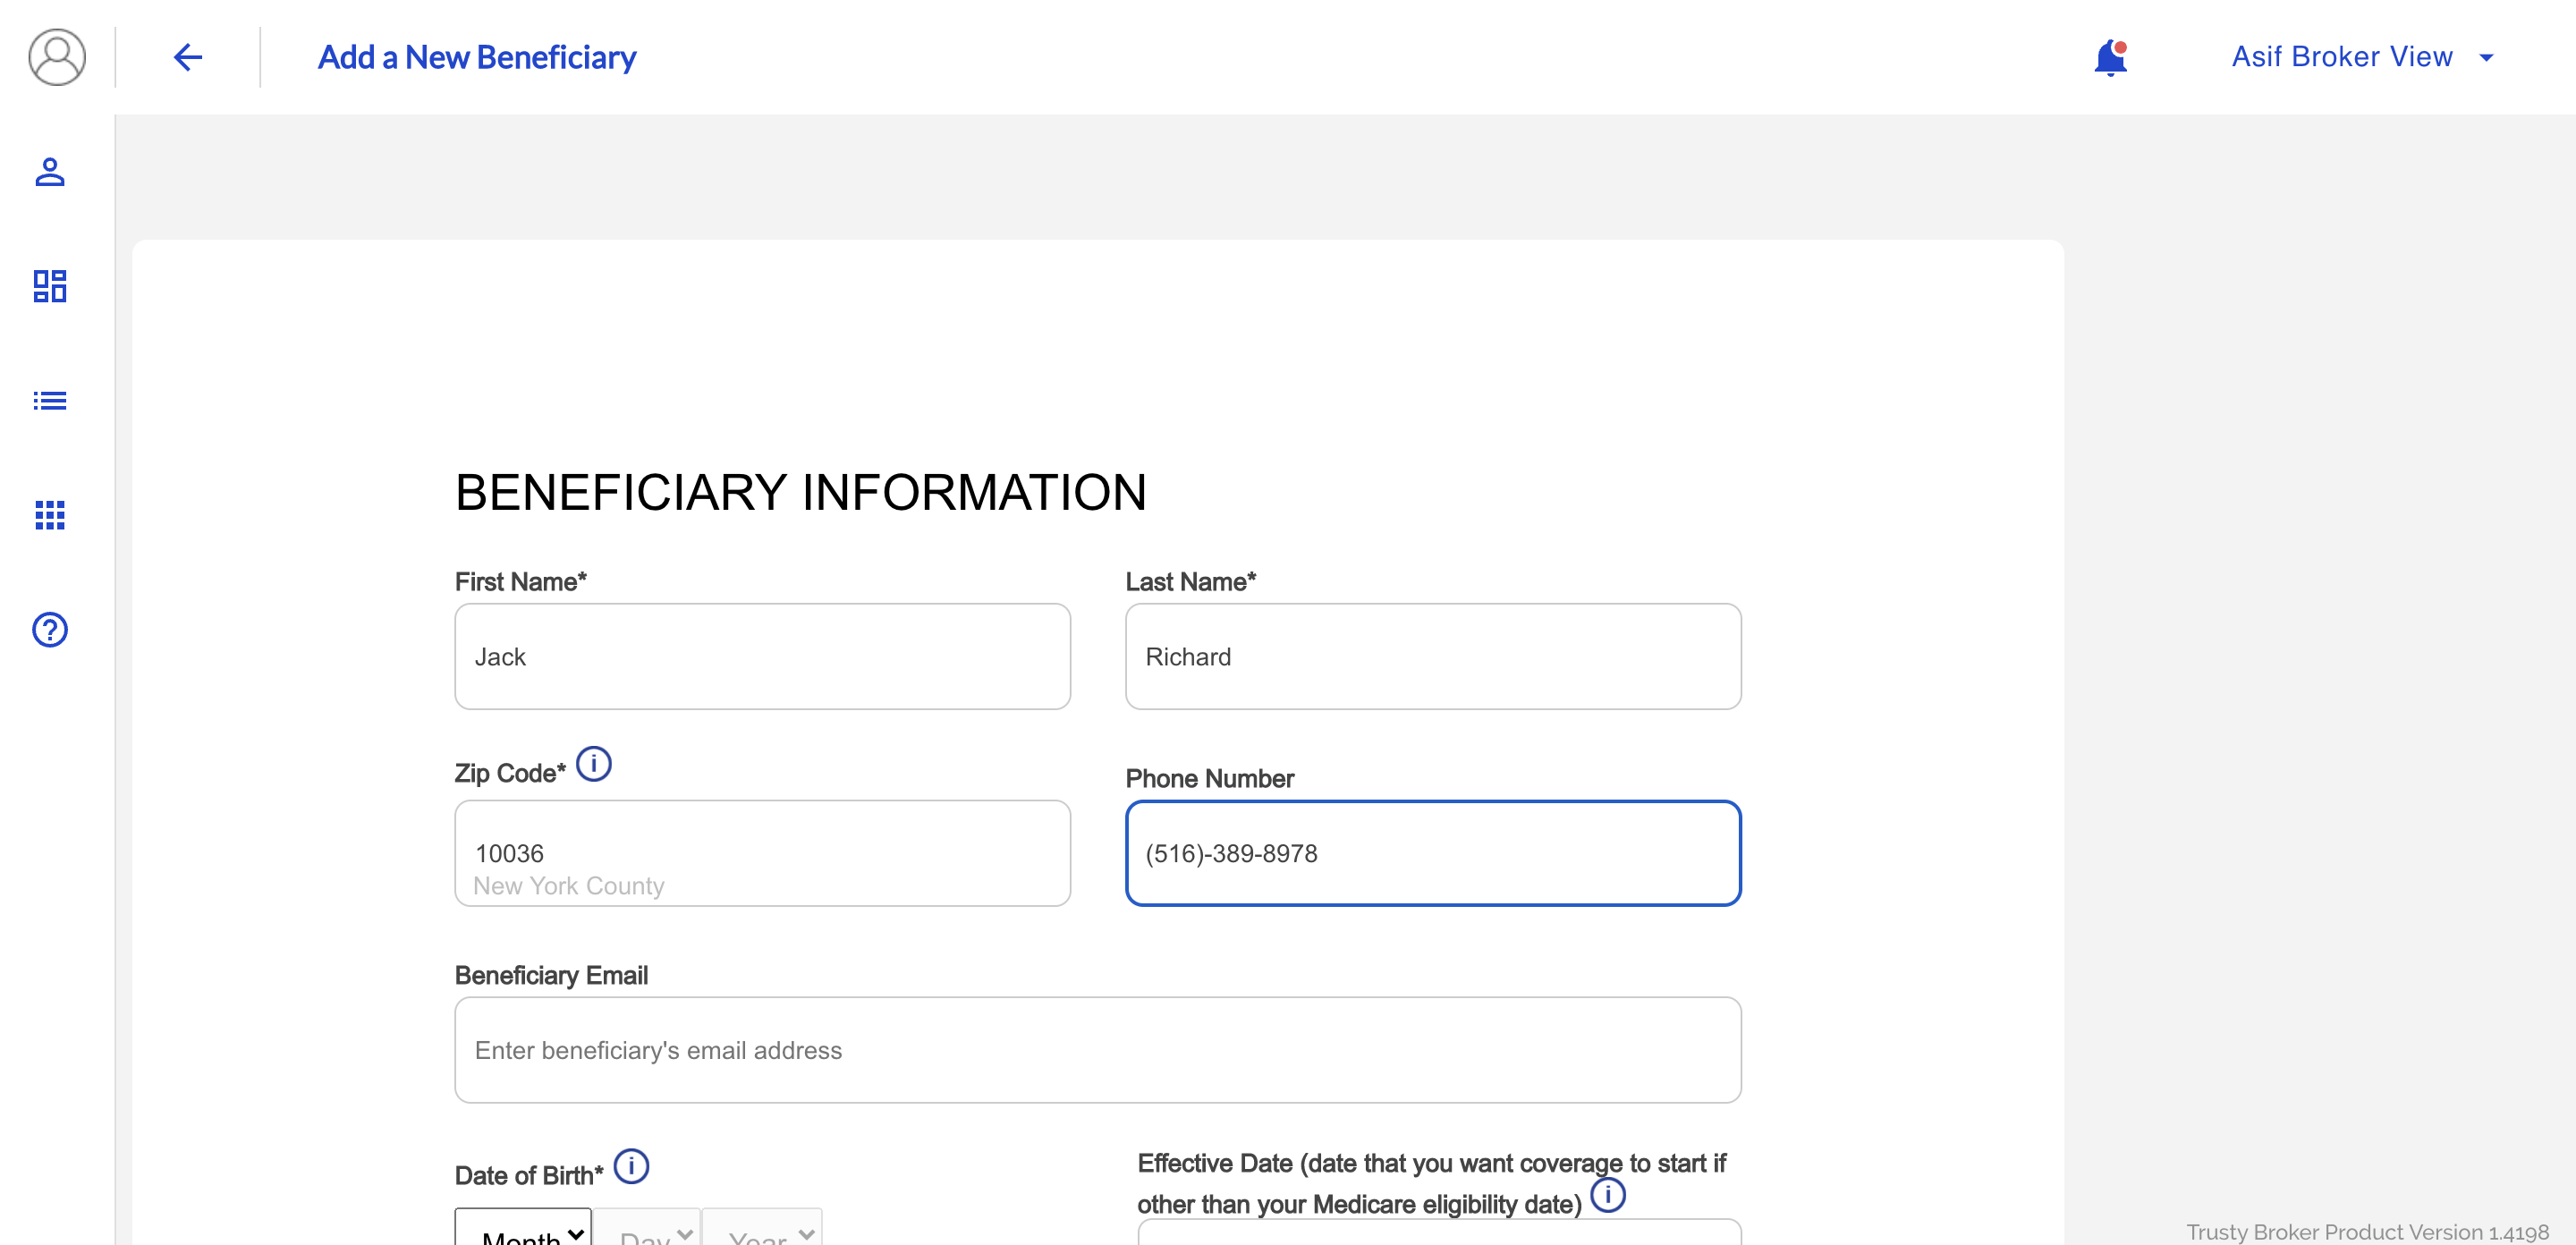 Add a New Beneficiary
Asif Broker View
BENEFICIARY INFORMATION
First Name*
Last Name*
Jack
Richard
Zip Code*
Phone Number
10036
New York County
(516)-389-8978
Beneficiary Email
Enter beneficiary's email address
Date of Birth*
Effective Date (date that you want coverage to start if
other than your Medicare eligibility date)
Month
Day
Year
Trusty Broker Product Version 1.4198